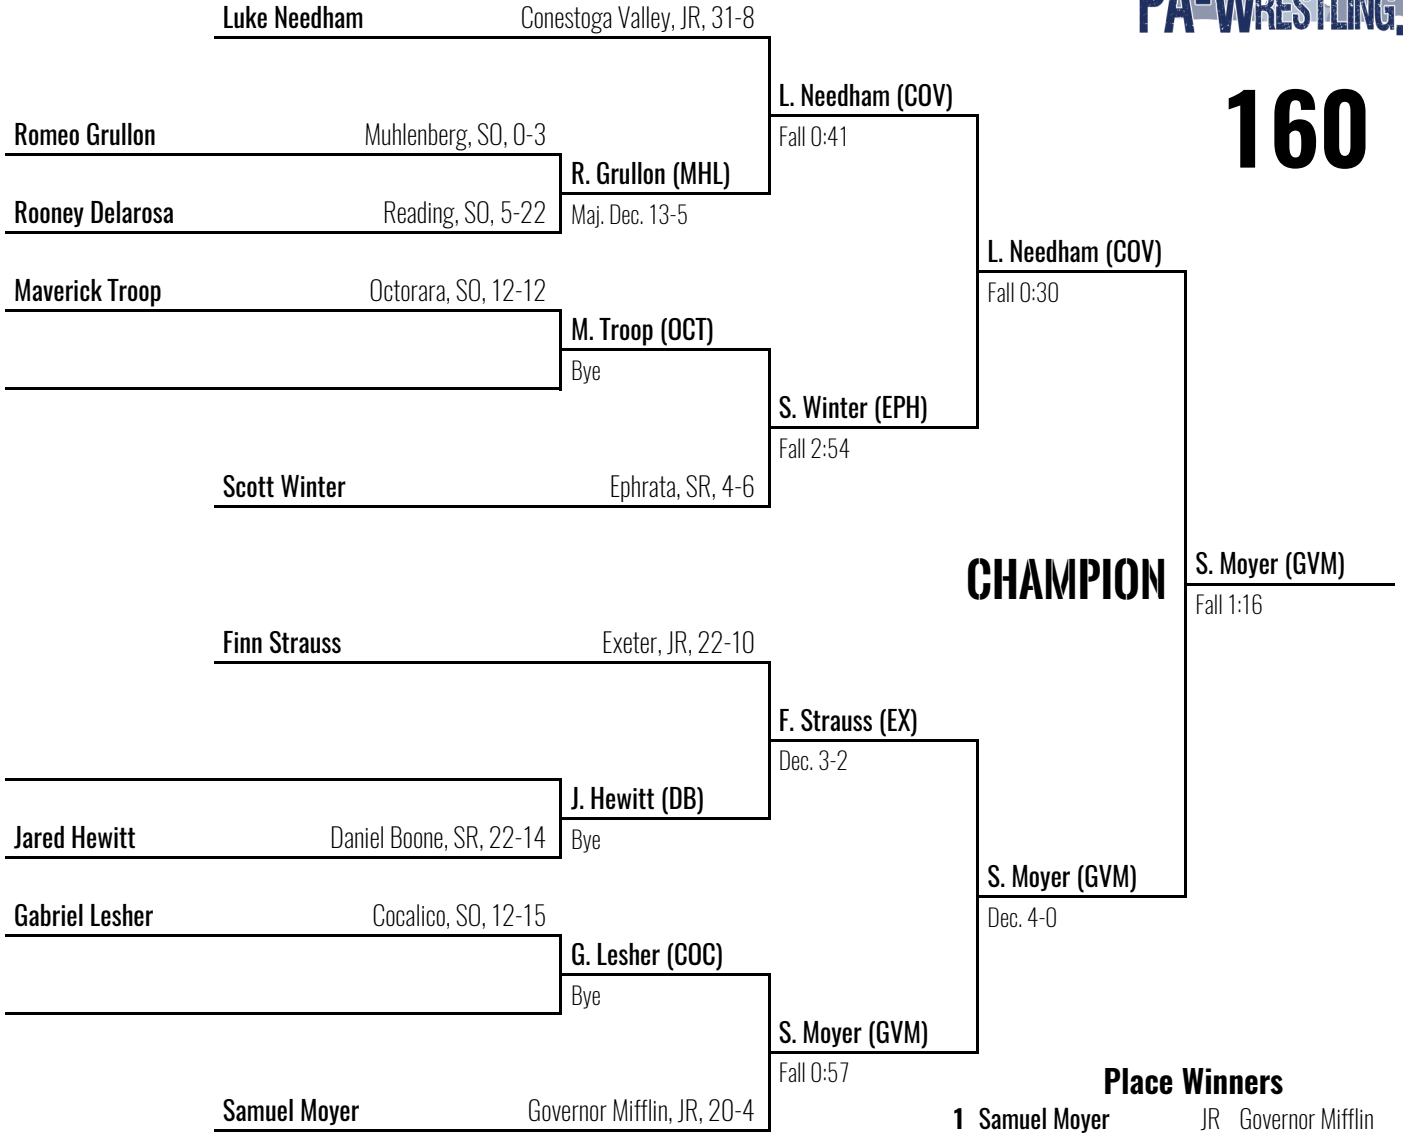 PA-WRESTLING.
160
Luke Needham Conestoga Valley, JR, 31-8
L. Needham (COV)
Fall 0:41
Romeo Grullon Muhlenberg, SO, 0-3
R. Grullon (MHL)
Rooney Delarosa Reading, SO, 5-22
Maj. Dec. 13-5
L. Needham (COV)
Fall 0:30
Maverick Troop Octorara, SO, 12-12
M. Troop (OCT)
Bye
S. Winter (EPH)
Fall 2:54
Scott Winter Ephrata, SR, 4-6
CHAMPION
S. Moyer (GVM)
Fall 1:16
Finn Strauss Exeter, JR, 22-10
F. Strauss (EX)
Dec. 3-2
J. Hewitt (DB)
Jared Hewitt Daniel Boone, SR, 22-14
Bye
S. Moyer (GVM)
Dec. 4-0
Gabriel Lesher Cocalico, SO, 12-15
G. Lesher (COC)
Bye
S. Moyer (GVM)
Fall 0:57
Samuel Moyer Governor Mifflin, JR, 20-4
Place Winners
1 Samuel Moyer JR Governor Mifflin